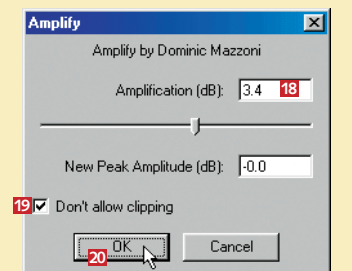 Amplify
Amplify by Dominic Mazzoni
Amplification (dB): 3.4 18
New Peak Amplitude (dB): -0.0
19 Don't allow clipping
OK Cancel
20